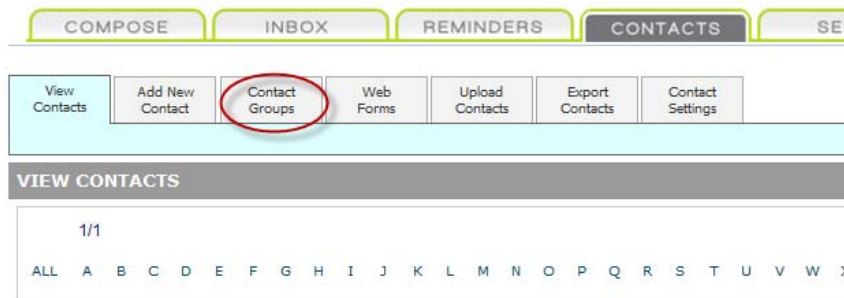 COMPOSE INBOX REMINDERS CONTACTS
View Contacts Add New Contact Contact Groups Web Forms Upload Contacts Export Contacts Contact Settings
VIEW CONTACTS
1/1
ALL A B C D E F G H I J K L M N O P Q R S T U V W